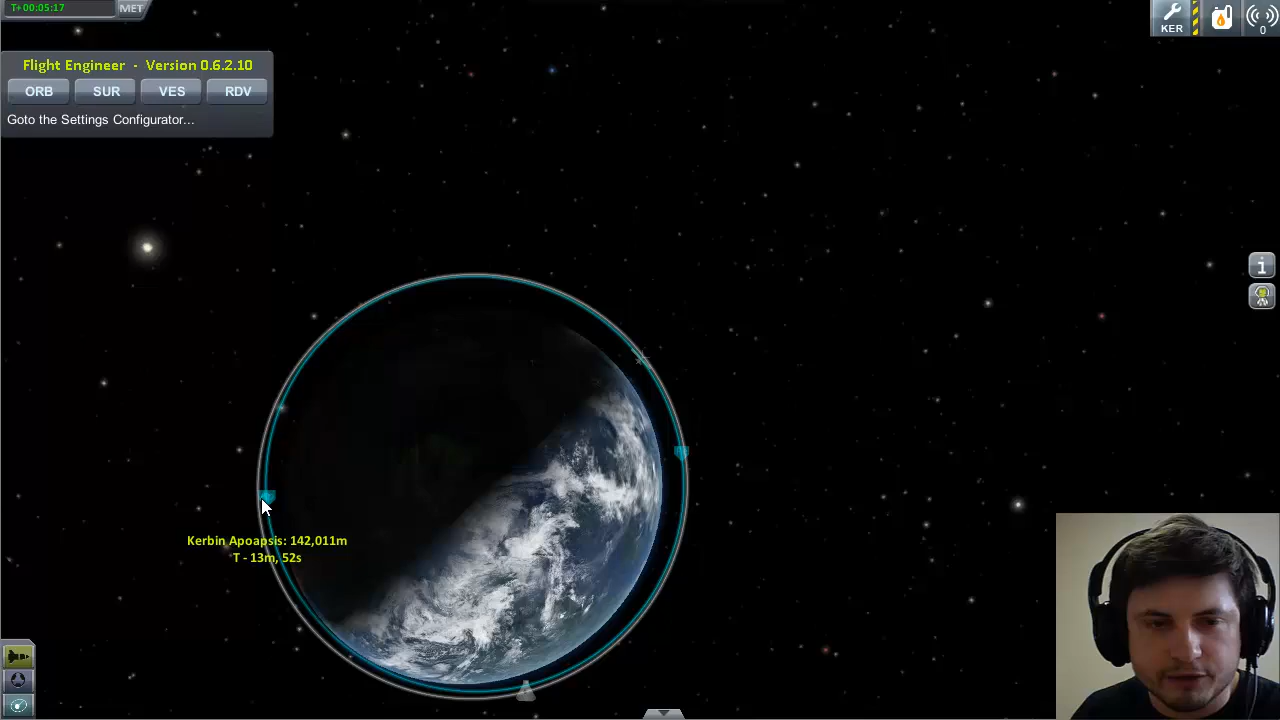 T+00:05:17 MET
KER
0
Flight Engineer - Version 0.6.2.10
ORB SUR VES RDV
Goto the Settings Configurator...
Kerbin Apoapsis: 142,011m
T - 13m, 52s